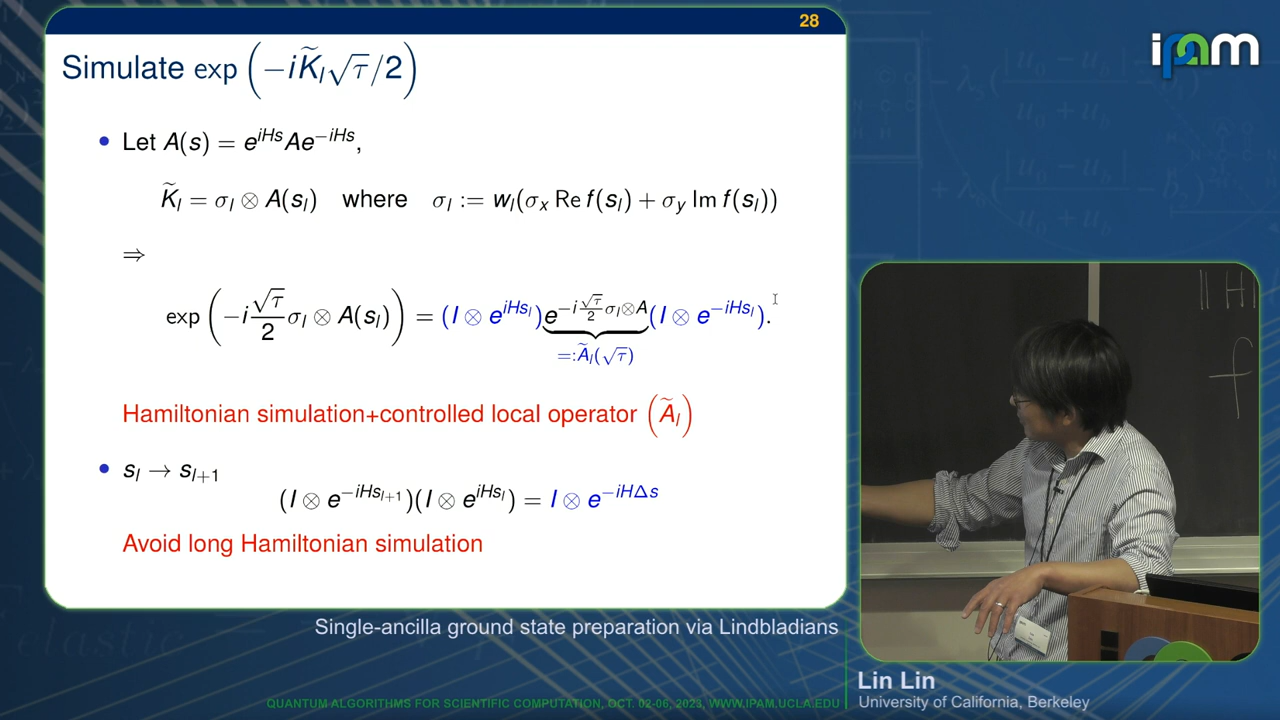 28
ipam
Simulate exp(−iK̃_l√τ/2)
• Let A(s) = e^{iHs}Ae^{−iHs},
K̃_l = σ_l ⊗ A(s_l) where σ_l := w_l(σ_x Re f(s_l) + σ_y Im f(s_l))
⇒
exp(−i √τ/2 σ_l ⊗ A(s_l)) = (I ⊗ e^{iHs_l}) e^{−i √τ/2 σ_l⊗A} (I ⊗ e^{−iHs_l}).
=:Ã_l(√τ)
Hamiltonian simulation+controlled local operator (Ã_l)
• s_l → s_{l+1}
(I ⊗ e^{−iHs_{l+1}})(I ⊗ e^{iHs_l}) = I ⊗ e^{−iHΔs}
Avoid long Hamiltonian simulation
Single-ancilla ground state preparation via Lindbladians
Lin Lin
University of California, Berkeley
QUANTUM ALGORITHMS FOR SCIENTIFIC COMPUTATION, OCT. 02-06, 2023, WWW.IPAM.UCLA.EDU